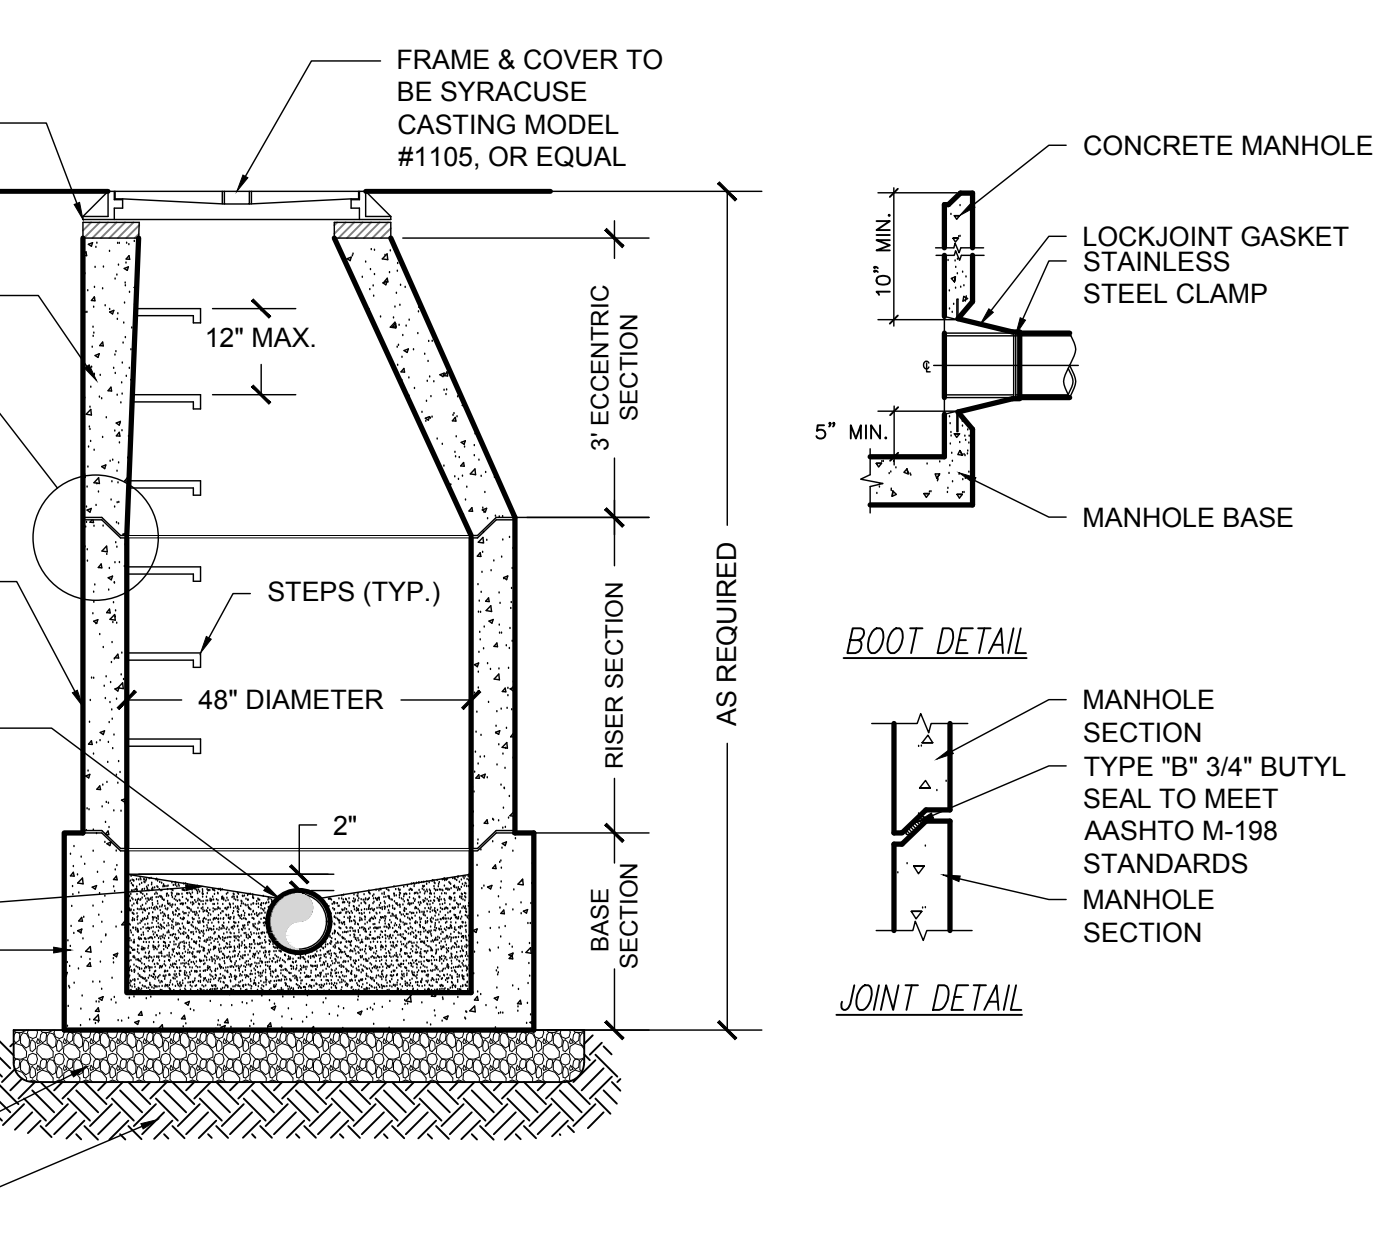 FRAME & COVER TO
BE SYRACUSE
CASTING MODEL
#1105, OR EQUAL
12" MAX.
3' ECCENTRIC
SECTION
STEPS (TYP.)
48" DIAMETER
RISER SECTION
AS REQUIRED
2"
BASE
SECTION
CONCRETE MANHOLE
10" MIN.
LOCKJOINT GASKET
STAINLESS
STEEL CLAMP
℄
5" MIN.
MANHOLE BASE
BOOT DETAIL
MANHOLE
SECTION
TYPE "B" 3/4" BUTYL
SEAL TO MEET
AASHTO M-198
STANDARDS
MANHOLE
SECTION
JOINT DETAIL